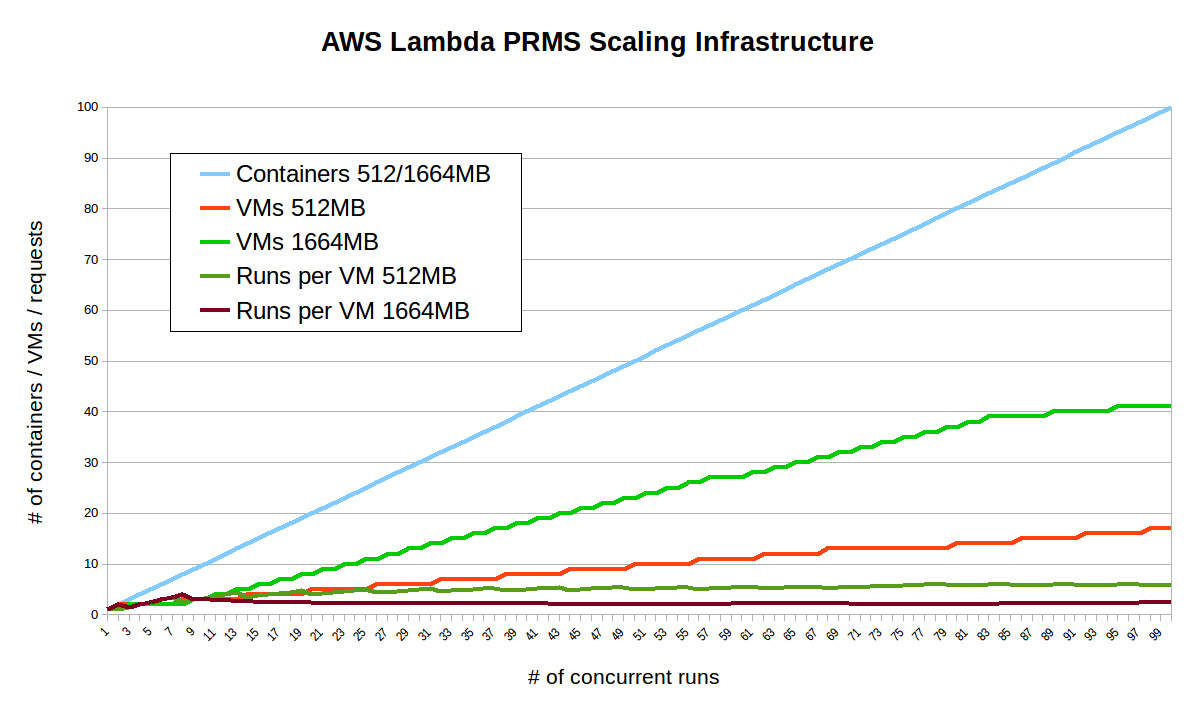 AWS Lambda PRMS Scaling Infrastructure
100
90
80
70
60
50
40
30
20
10
0
# of containers / VMs / requests
Containers 512/1664MB
VMs 512MB
VMs 1664MB
Runs per VM 512MB
Runs per VM 1664MB
1 3 5 7 9 11 13 15 17 19 21 23 25 27 29 31 33 35 37 39 41 43 45 47 49 51 53 55 57 59 61 63 65 67 69 71 73 75 77 79 81 83 85 87 89 91 93 95 97 99
# of concurrent runs